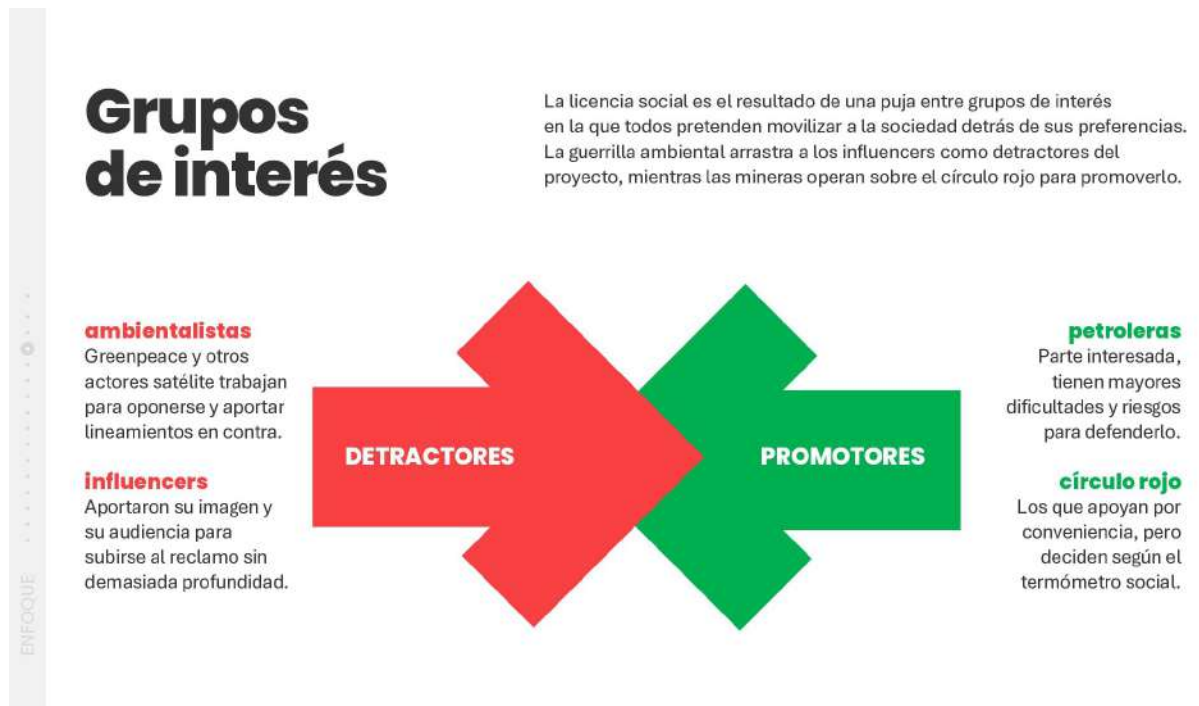 Grupos
de interés
La licencia social es el resultado de una puja entre grupos de interés
en la que todos pretenden movilizar a la sociedad detrás de sus preferencias.
La guerrilla ambiental arrastra a los influencers como detractores del
proyecto, mientras las mineras operan sobre el círculo rojo para promoverlo.
ambientalistas
Greenpeace y otros
actores satélite trabajan
para oponerse y aportar
lineamientos en contra.
influencers
Aportaron su imagen y
su audiencia para
subirse al reclamo sin
demasiada profundidad.
DETRACTORES
PROMOTORES
petroleras
Parte interesada,
tienen mayores
dificultades y riesgos
para defenderlo.
círculo rojo
Los que apoyan por
conveniencia, pero
deciden según el
termómetro social.
ENFOQUE